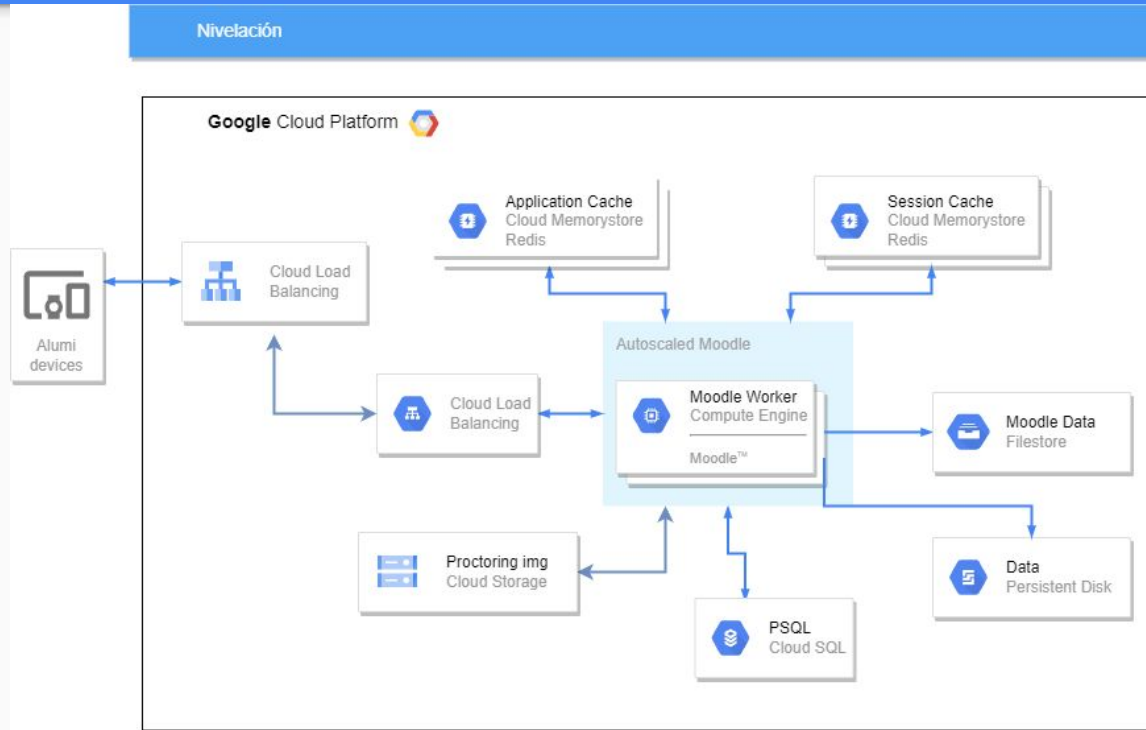 Nivelación
Google Cloud Platform
Application Cache
Cloud Memorystore
Redis
Session Cache
Cloud Memorystore
Redis
Cloud Load
Balancing
Alumi
devices
Autoscaled Moodle
Cloud Load
Balancing
Moodle Worker
Compute Engine
Moodle™
Moodle Data
Filestore
Proctoring img
Cloud Storage
Data
Persistent Disk
PSQL
Cloud SQL